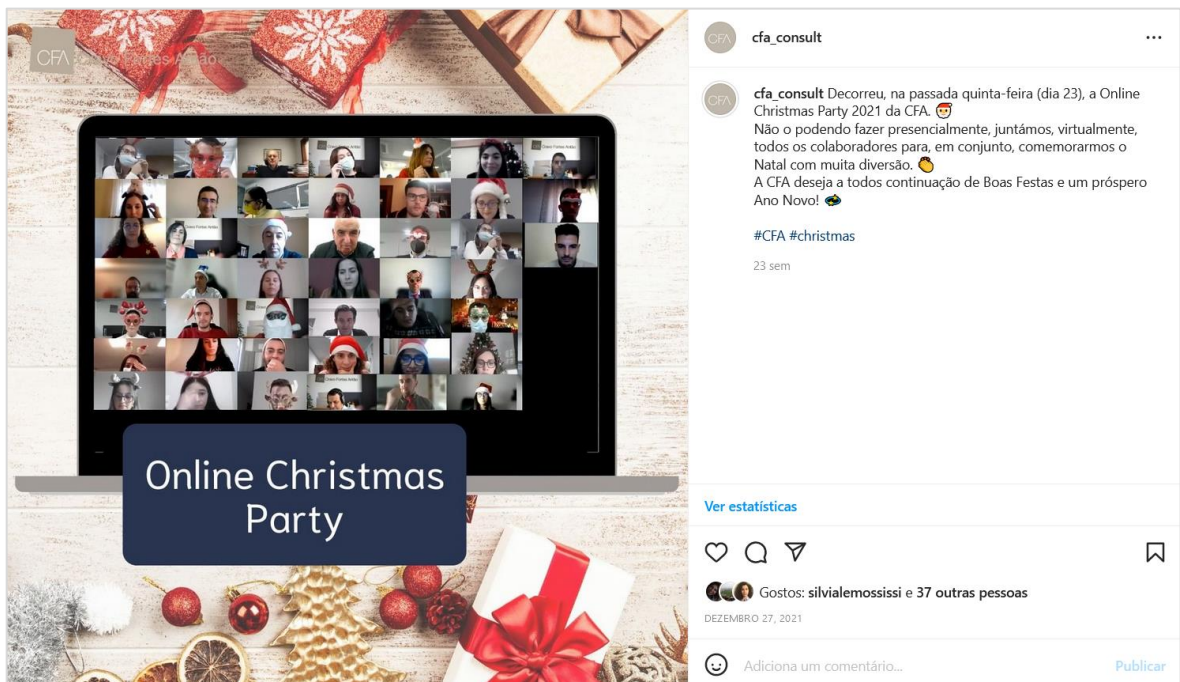 CFA
cfa_consult
CFA
cfa_consult Decorreu, na passada quinta-feira (dia 23), a Online
Christmas Party 2021 da CFA. 🎅
Não o podendo fazer presencialmente, juntámos, virtualmente,
todos os colaboradores para, em conjunto, comemorarmos o
Natal com muita diversão. 👏
A CFA deseja a todos continuação de Boas Festas e um próspero
Ano Novo!
#CFA #christmas
23 sem
CFA
Online Christmas
Party
Ver estatísticas
Gostos: silvialemossissi e 37 outras pessoas
DEZEMBRO 27, 2021
Adiciona um comentário...
Publicar